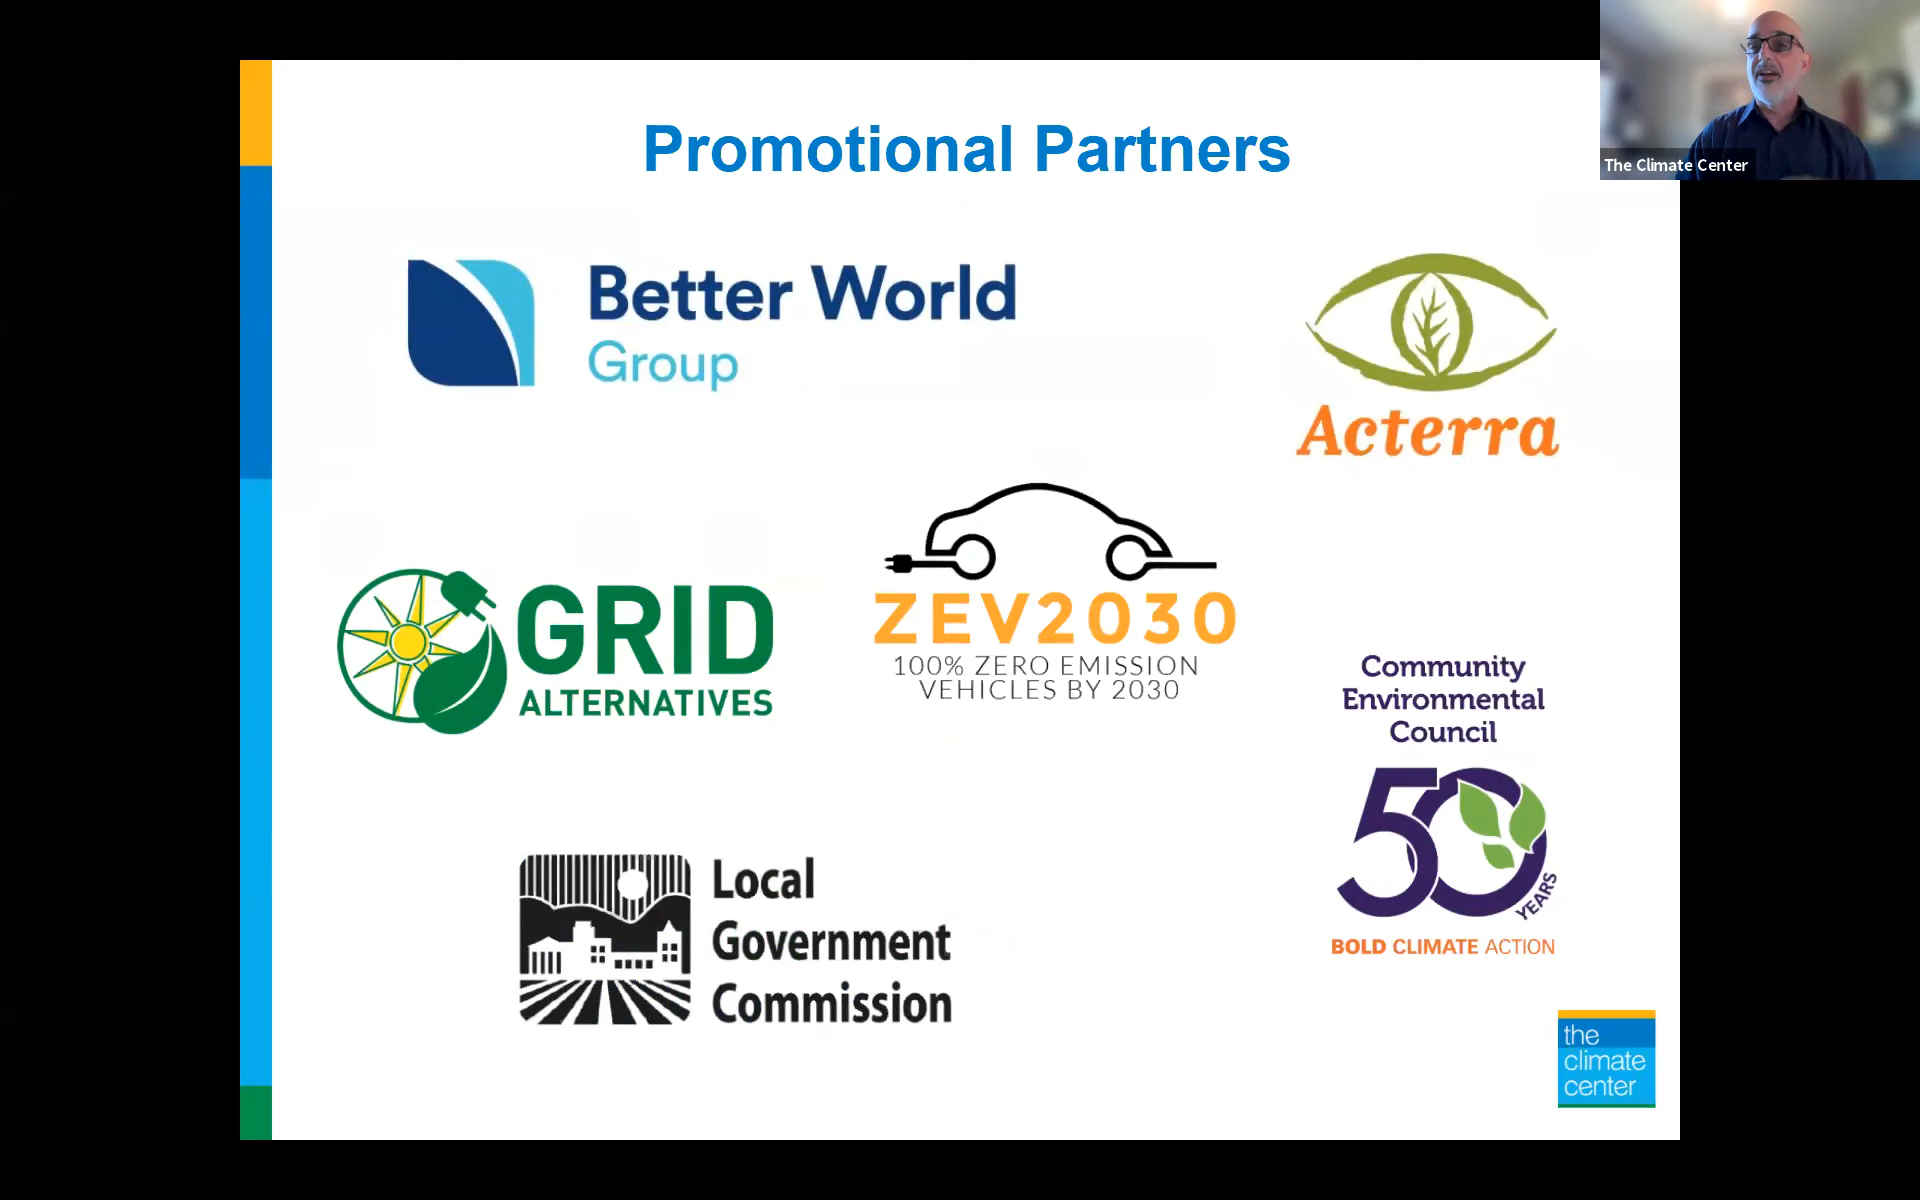 Promotional Partners
The Climate Center
Better World
Group
Acterra
GRID
ALTERNATIVES
ZEV2030
100% ZERO EMISSION
VEHICLES BY 2030
Community
Environmental
Council
50
YEARS
BOLD CLIMATE ACTION
Local
Government
Commission
the
climate
center